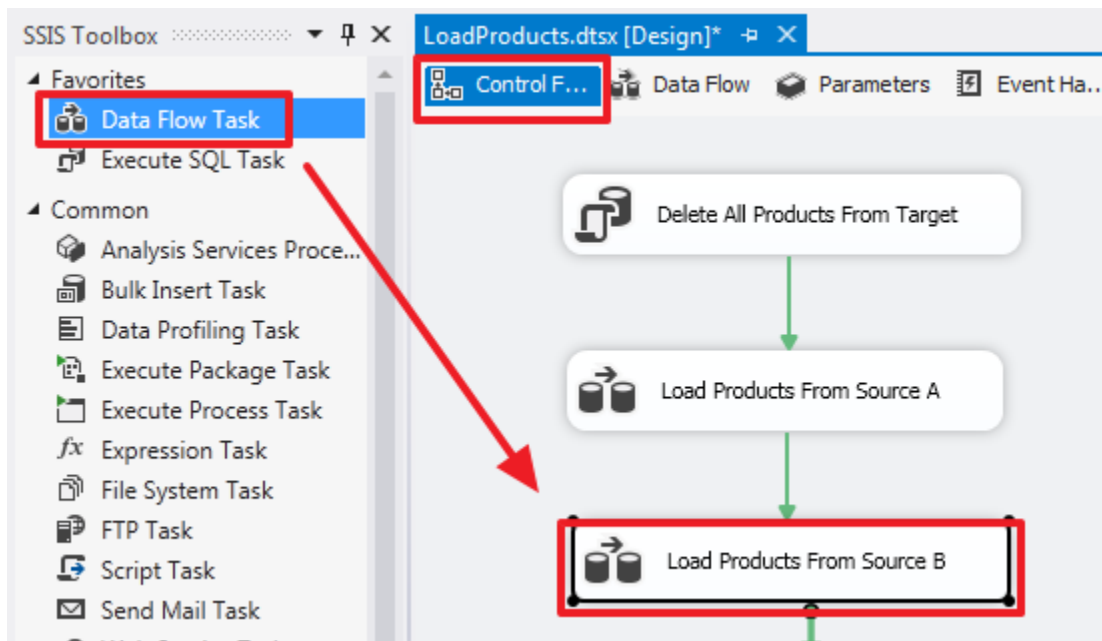 SSIS Toolbox
LoadProducts.dtsx [Design]*
Favorites
Control F...
Data Flow
Parameters
Event Ha..
Data Flow Task
Execute SQL Task
Common
Analysis Services Proce...
Bulk Insert Task
Data Profiling Task
Execute Package Task
Execute Process Task
fx Expression Task
File System Task
FTP Task
Script Task
Send Mail Task
Delete All Products From Target
Load Products From Source A
Load Products From Source B